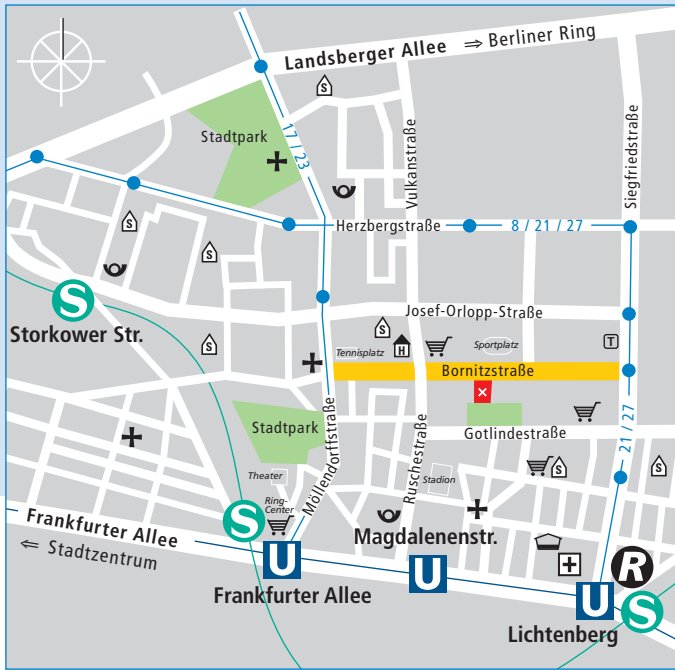 Landsberger Allee ⇒ Berliner Ring
S
Stadtpark
17 / 23
Vulkanstraße
Siegfriedstraße
Herzbergstraße
8 / 21 / 27
S
S
S
Storkower Str.
Josef-Orlopp-Straße
S
S
H
Tennisplatz
Sportplatz
T
Bornitzstraße
Stadtpark
Möllendorffstraße
Ruschestraße
Gotlindestraße
21 / 27
Theater
Stadion
S
S
Ring-
Center
S
Frankfurter Allee
⇐ Stadtzentrum
Magdalenenstr.
U
U
R
U
S
Frankfurter Allee
Lichtenberg